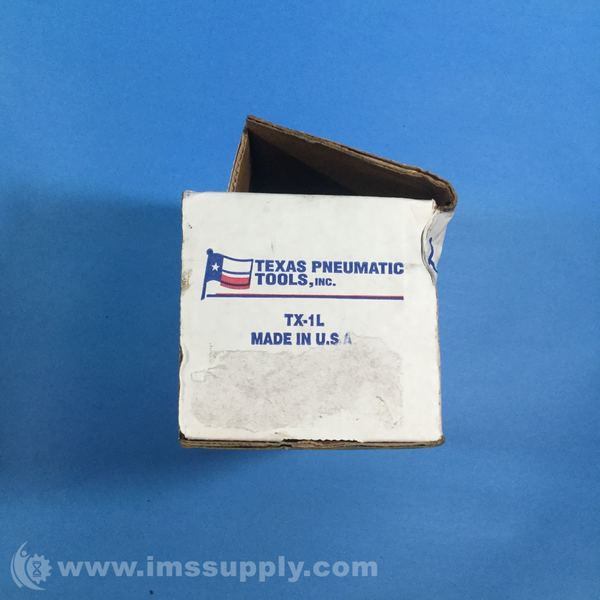 TEXAS PNEUMATIC
TOOLS, INC.
TX-1L
MADE IN U.S.A
www.imssupply.com